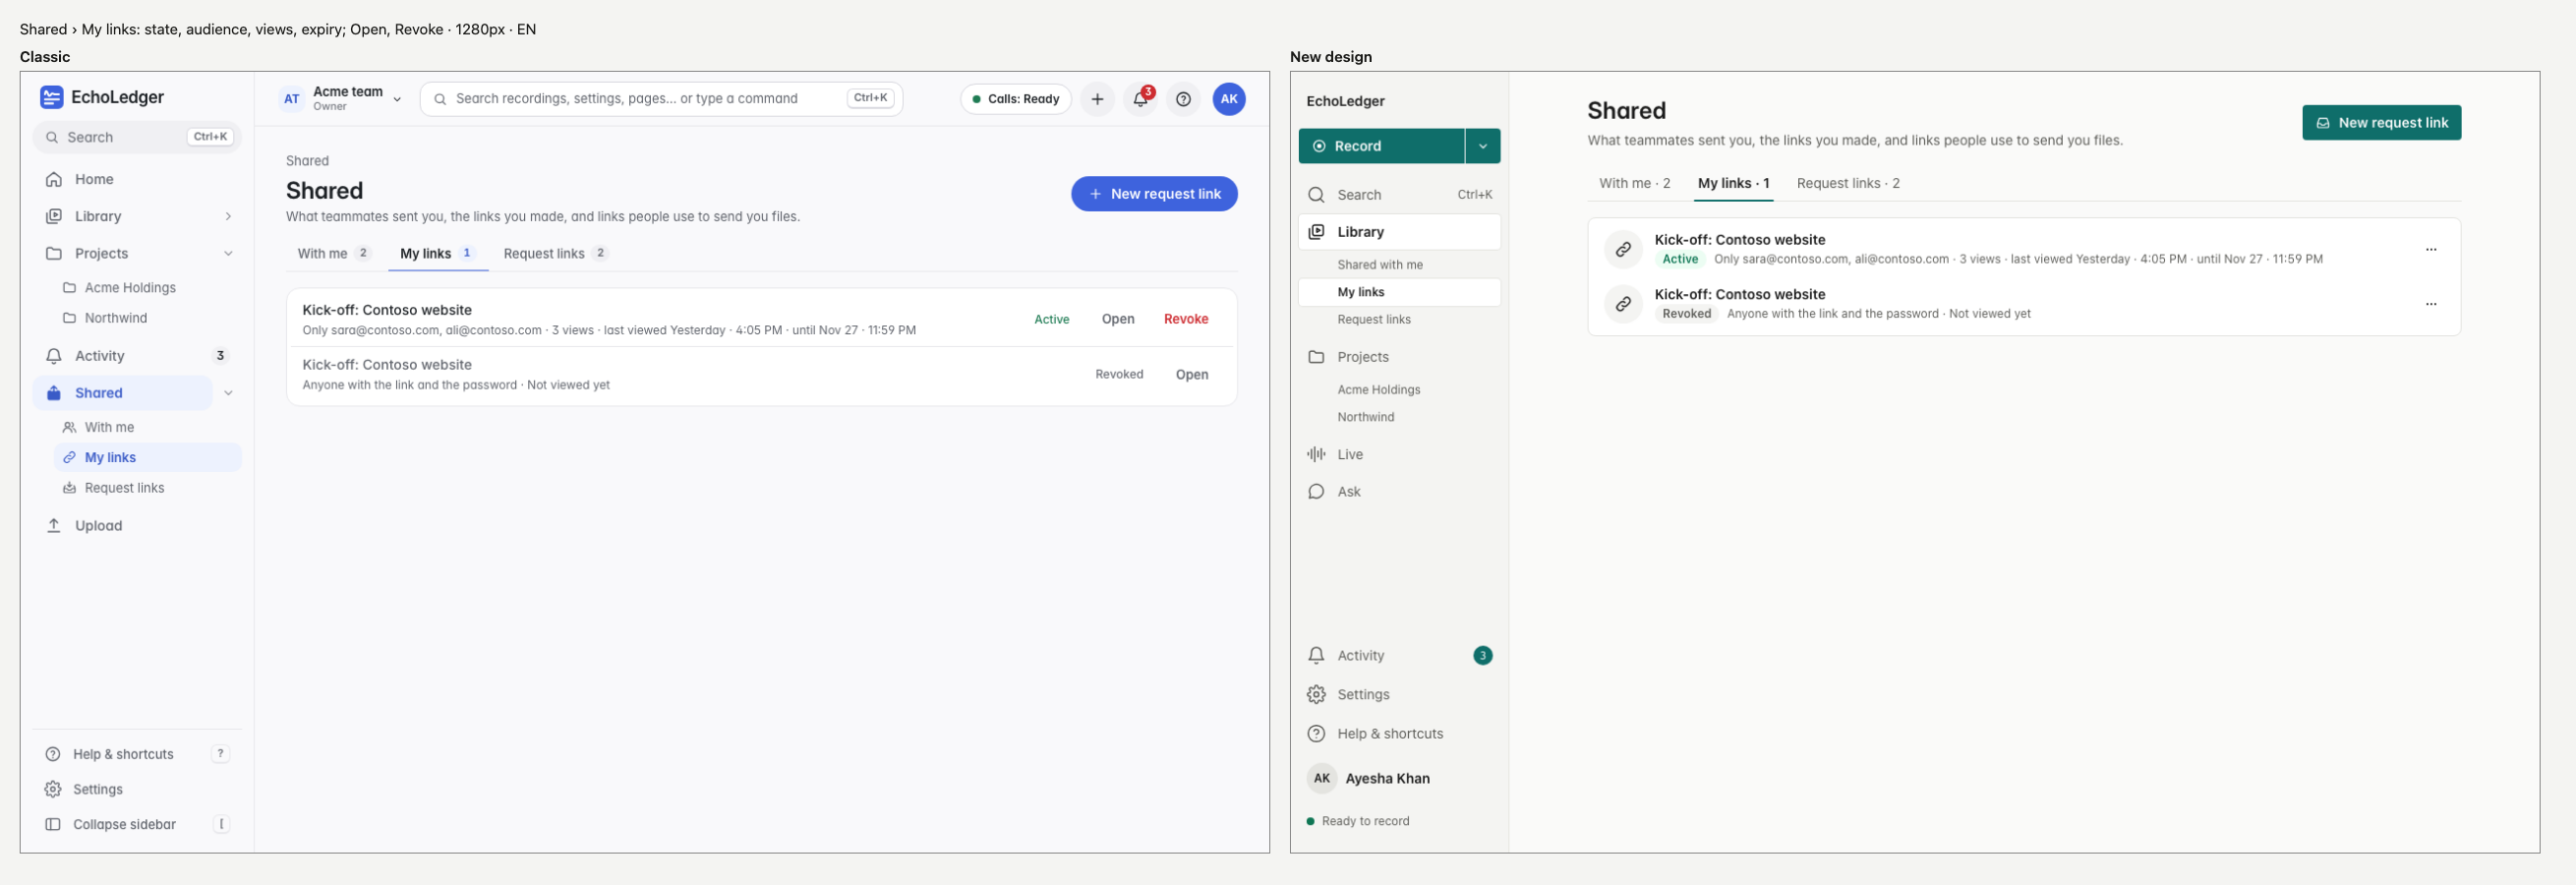 Shared › My links: state, audience, views, expiry; Open, Revoke · 1280px · EN
Classic
EchoLedger
Search Ctrl+K
Home
Library
Projects
Acme Holdings
Northwind
Activity 3
Shared
With me
My links
Request links
Upload
Help & shortcuts ?
Settings
Collapse sidebar [
AT Acme team
Owner
Search recordings, settings, pages... or type a command Ctrl+K
Calls: Ready
3
AK
Shared
Shared
What teammates sent you, the links you made, and links people use to send you files.
New request link
With me 2 My links 1 Request links 2
Kick-off: Contoso website
Only sara@contoso.com, ali@contoso.com · 3 views · last viewed Yesterday · 4:05 PM · until Nov 27 · 11:59 PM
Active Open Revoke
Kick-off: Contoso website
Anyone with the link and the password · Not viewed yet
Revoked Open
New design
EchoLedger
Record
Search Ctrl+K
Library
Shared with me
My links
Request links
Projects
Acme Holdings
Northwind
Live
Ask
Activity 3
Settings
Help & shortcuts
AK Ayesha Khan
Ready to record
Shared
What teammates sent you, the links you made, and links people use to send you files.
New request link
With me · 2 My links · 1 Request links · 2
Kick-off: Contoso website
Active Only sara@contoso.com, ali@contoso.com · 3 views · last viewed Yesterday · 4:05 PM · until Nov 27 · 11:59 PM
...
Kick-off: Contoso website
Revoked Anyone with the link and the password · Not viewed yet
...